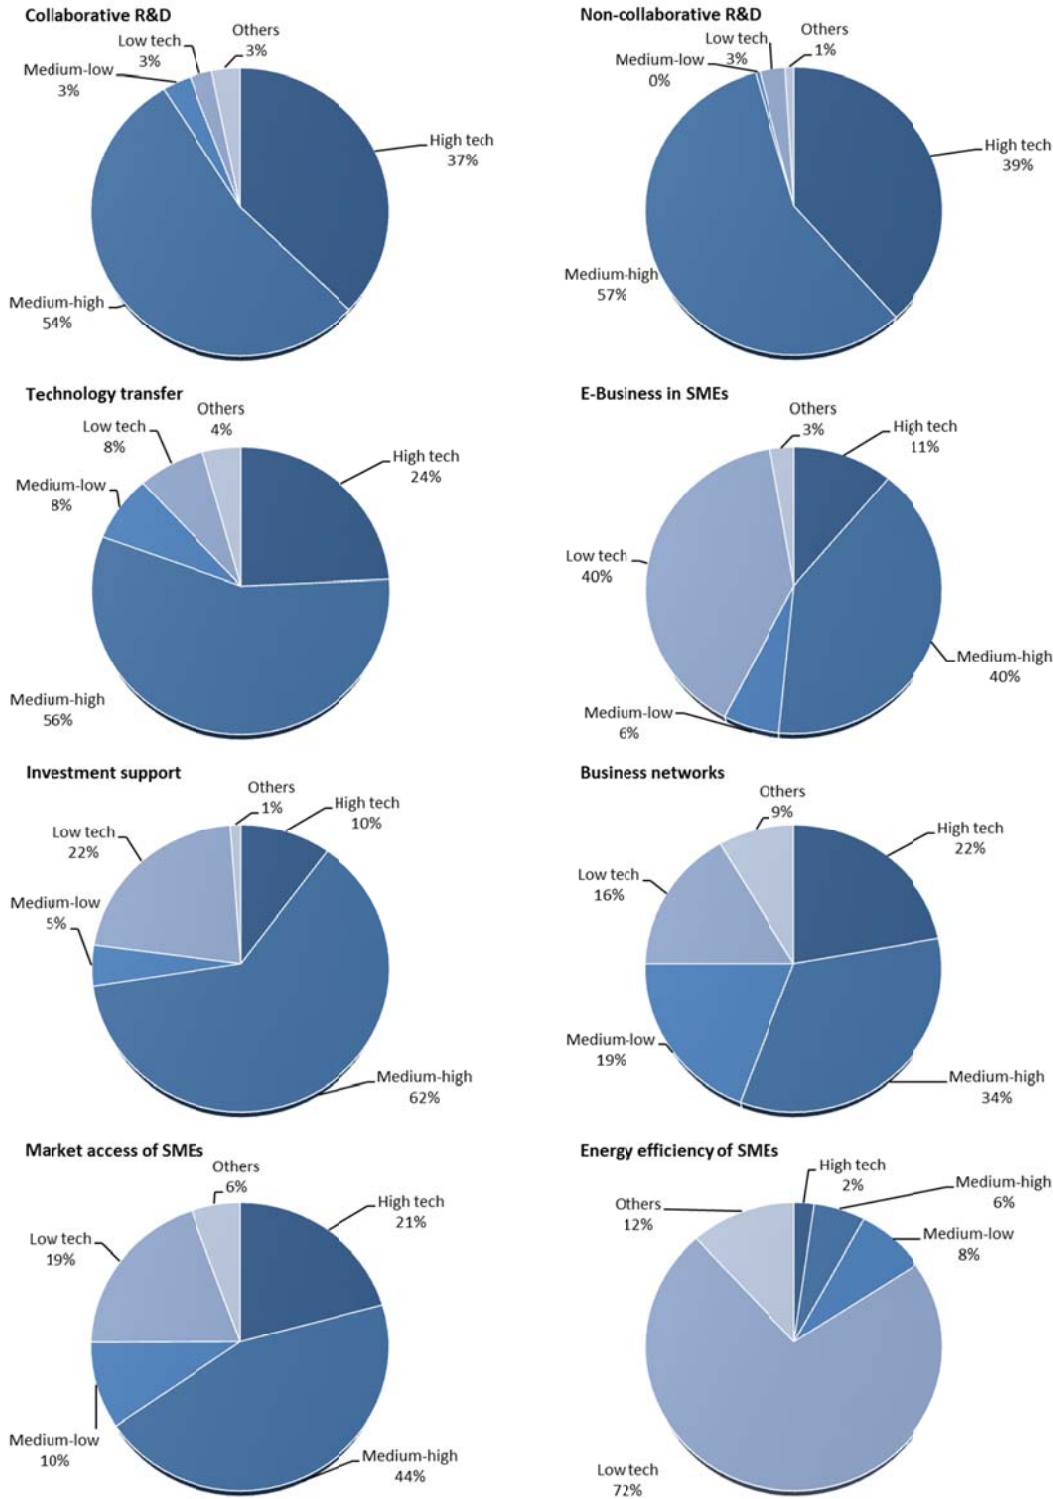 Collaborative R&D
Others
3%
Low tech
3%
Medium-low
3%
High tech
37%
Medium-high
54%
Non-collaborative R&D
Others
1%
Low tech
3%
Medium-low
0%
High tech
39%
Medium-high
57%
Technology transfer
Others
4%
Low tech
8%
High tech
24%
Medium-low
8%
Medium-high
56%
E-Business in SMEs
Others
3%
High tech
11%
Low tech
40%
Medium-high
40%
Medium-low
6%
Investment support
Others
1%
High tech
10%
Low tech
22%
Medium-low
5%
Medium-high
62%
Business networks
Others
9%
High tech
22%
Low tech
16%
Medium-low
19%
Medium-high
34%
Market access of SMEs
Others
6%
High tech
21%
Low tech
19%
Medium-low
10%
Medium-high
44%
Energy efficiency of SMEs
High tech
2%
Medium-high
6%
Others
12%
Medium-low
8%
Low tech
72%